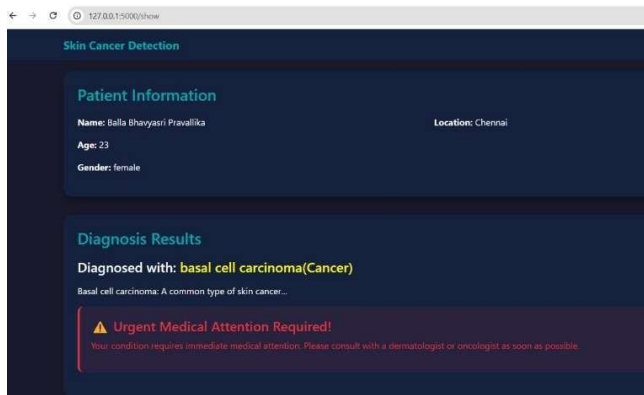 127.0.0.1:5000/show
Skin Cancer Detection
Patient Information
Name: Balla Bhavyasri Pravallika
Location: Chennai
Age: 23
Gender: female
Diagnosis Results
Diagnosed with: basal cell carcinoma(Cancer)
Basal cell carcinoma: A common type of skin cancer...
Urgent Medical Attention Required!
Your condition requires immediate medical attention. Please consult with a dermatologist or oncologist as soon as possible.